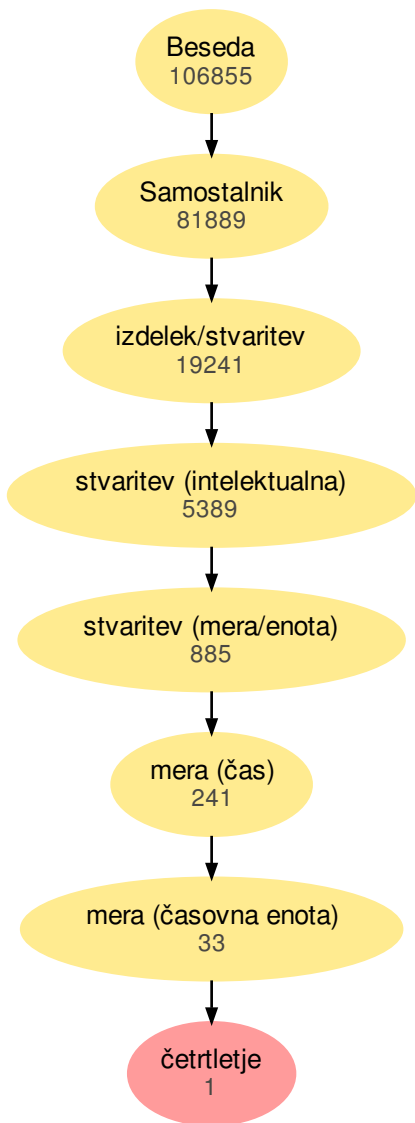 Beseda
106855
Samostalnik
81889
izdelek/stvaritev
19241
stvaritev (intelektualna)
5389
stvaritev (mera/enota)
885
mera (čas)
241
mera (časovna enota)
33
četrtletje
1